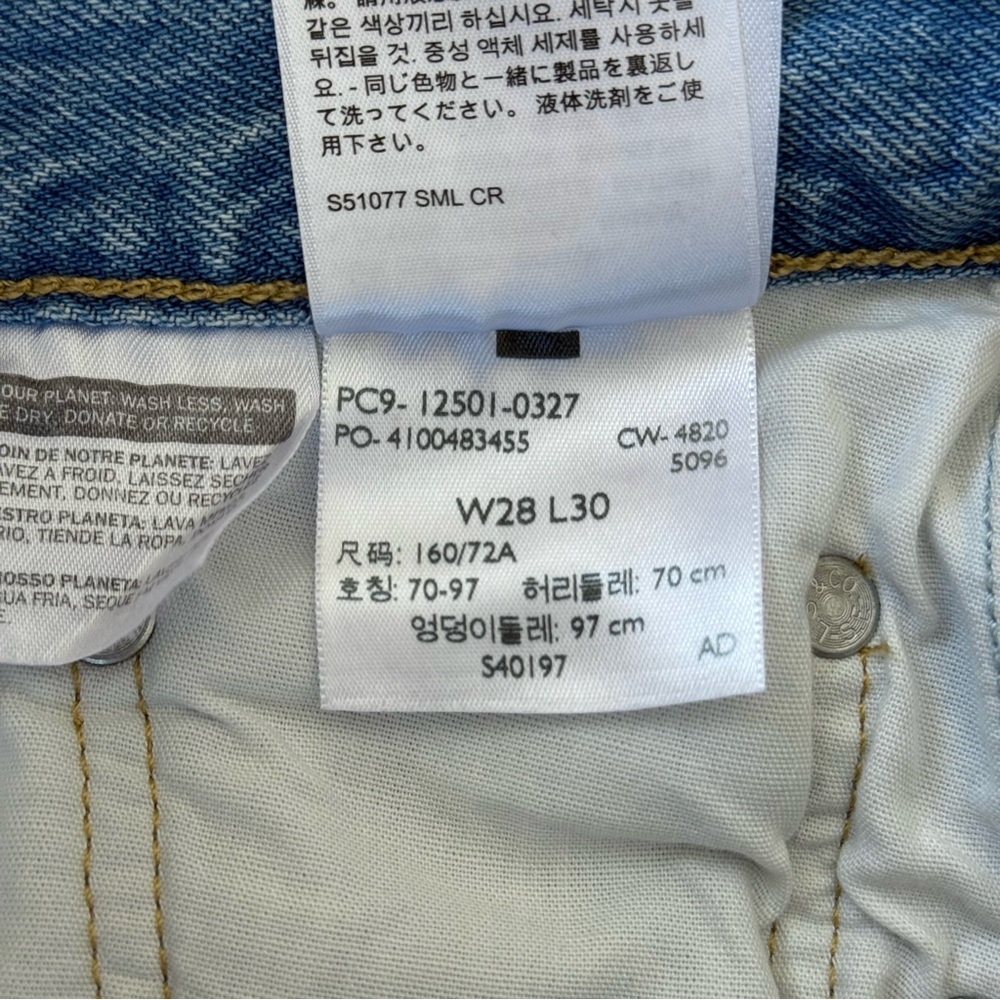 같은 색상끼리 하십시요. 세탁시 옷을
뒤집을 것. 중성 액체 세제를 사용하세
요. - 同じ色物と一緒に製品を裏返し
て洗ってください。 液体洗剤をご使
用下さい。
S51077 SML CR
OUR PLANET. WASH LESS, WASH
DRY, DONATE OR RECYCLE
OIN DE NOTRE PLANETE: LAVEZ
AVEZ A FROID, LAISSEZ SECH
EMENT, DONNEZ OU RECYC
ESTRO PLANETA: LAVA
RIO, TIENDE LA ROPA
NOSSO PLANETA:
GUA FRIA, SEQUE
E.
PC9- 12501-0327
PO- 4100483455 CW- 4820
5096
W28 L30
尺码: 160/72A
호칭: 70-97 허리둘레: 70 cm
엉덩이둘레: 97 cm
S40197 AD
&CO